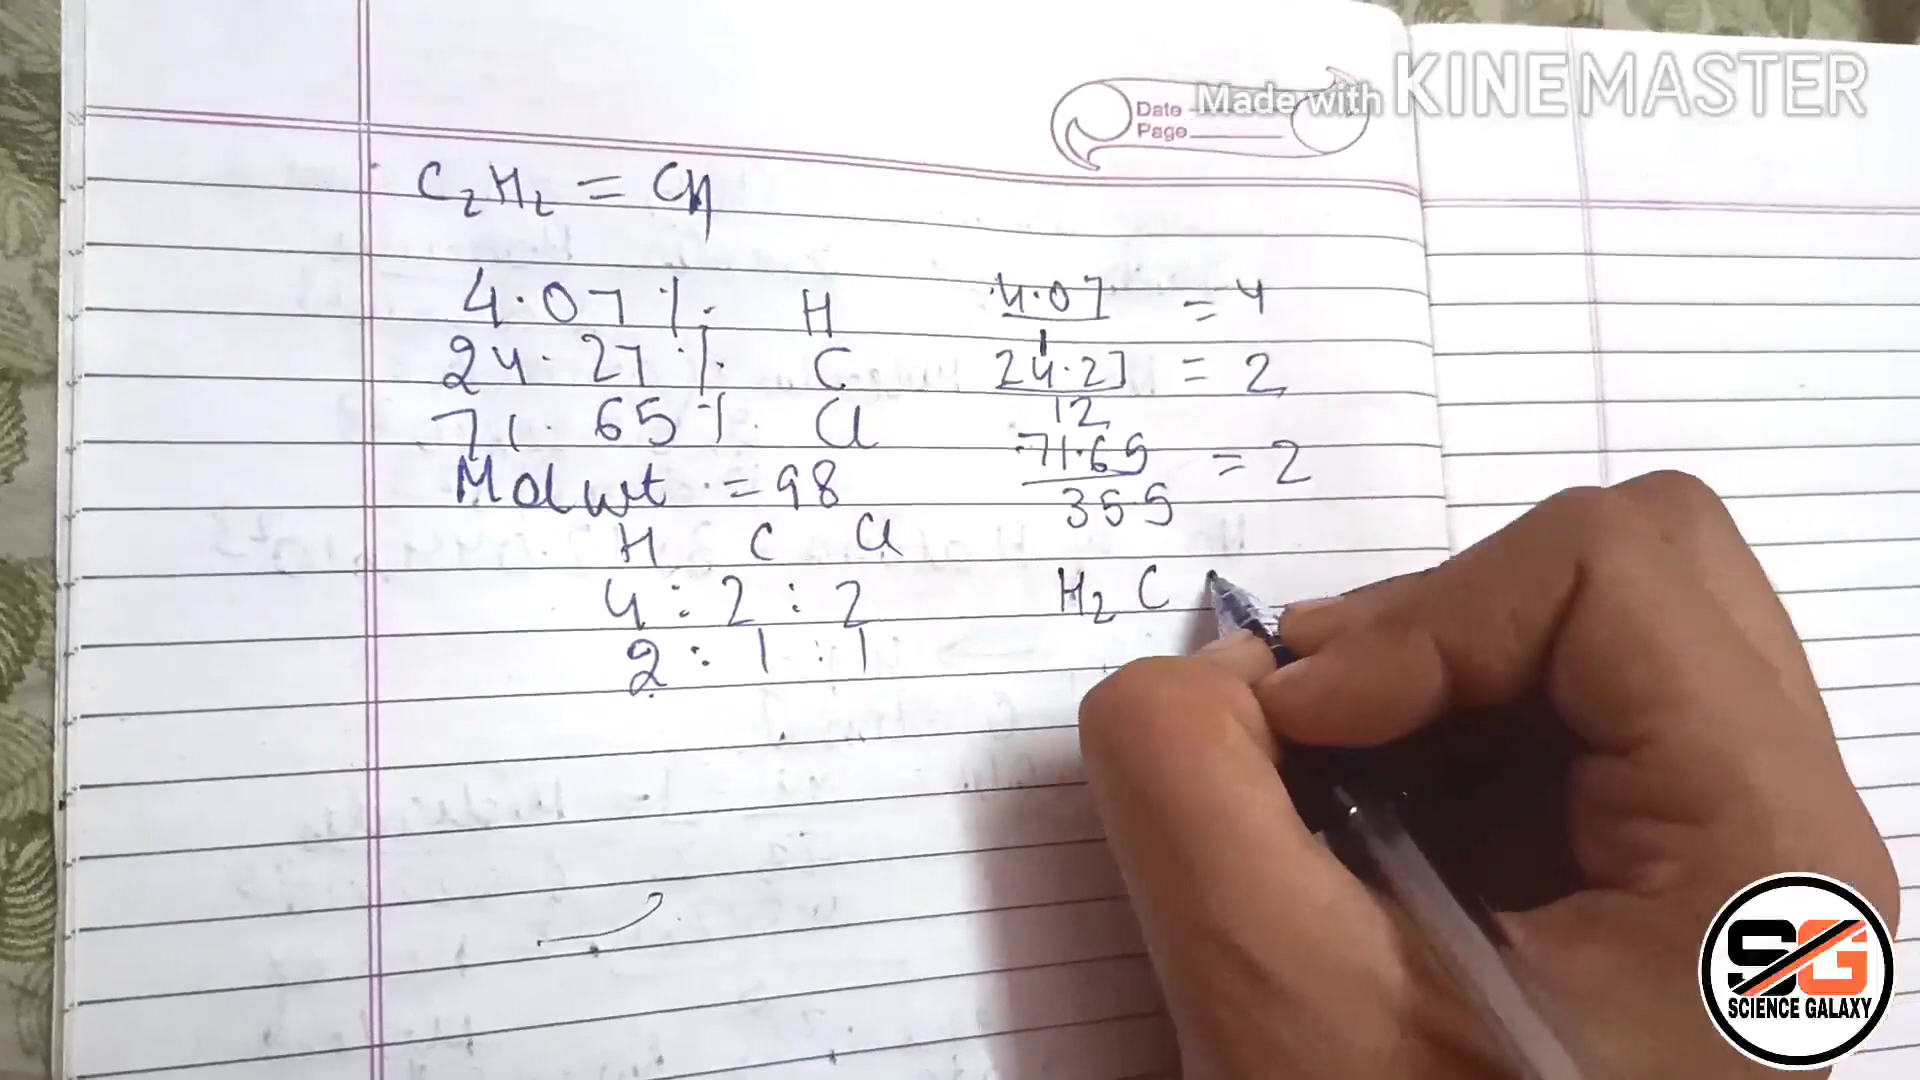 Made with KINEMASTER
Date
Page
C₂H₂ = CH
4.07 %. H
4.07 / 1 = 4
24.27 %. C
24.27 / 12 = 2
71.65 %. Cl
71.65 / 35.5 = 2
Mol wt. = 98
H C Cl
4 : 2 : 2
H₂ C
2 : 1 : 1
SG
SCIENCE GALAXY